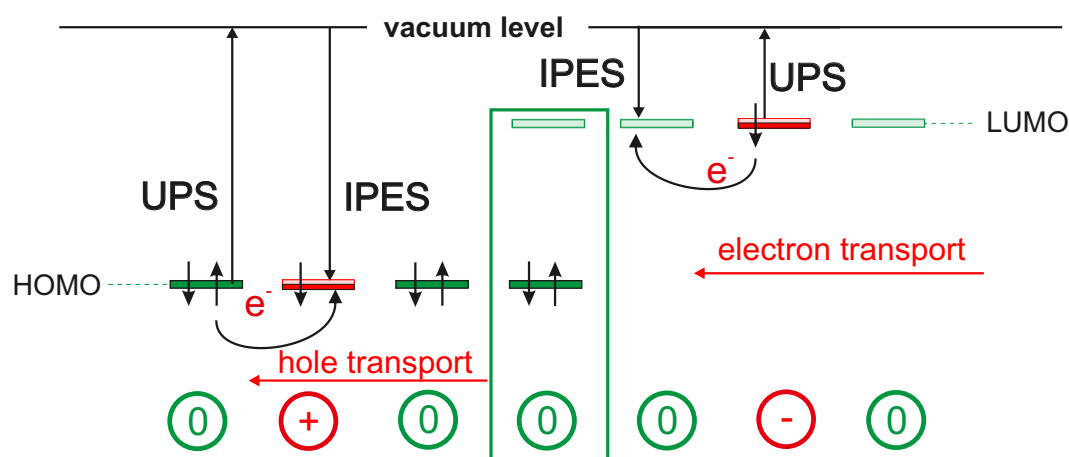 vacuum level
IPES
UPS
LUMO
e-
UPS
IPES
electron transport
HOMO
e-
hole transport
0 + 0 0 0 - 0